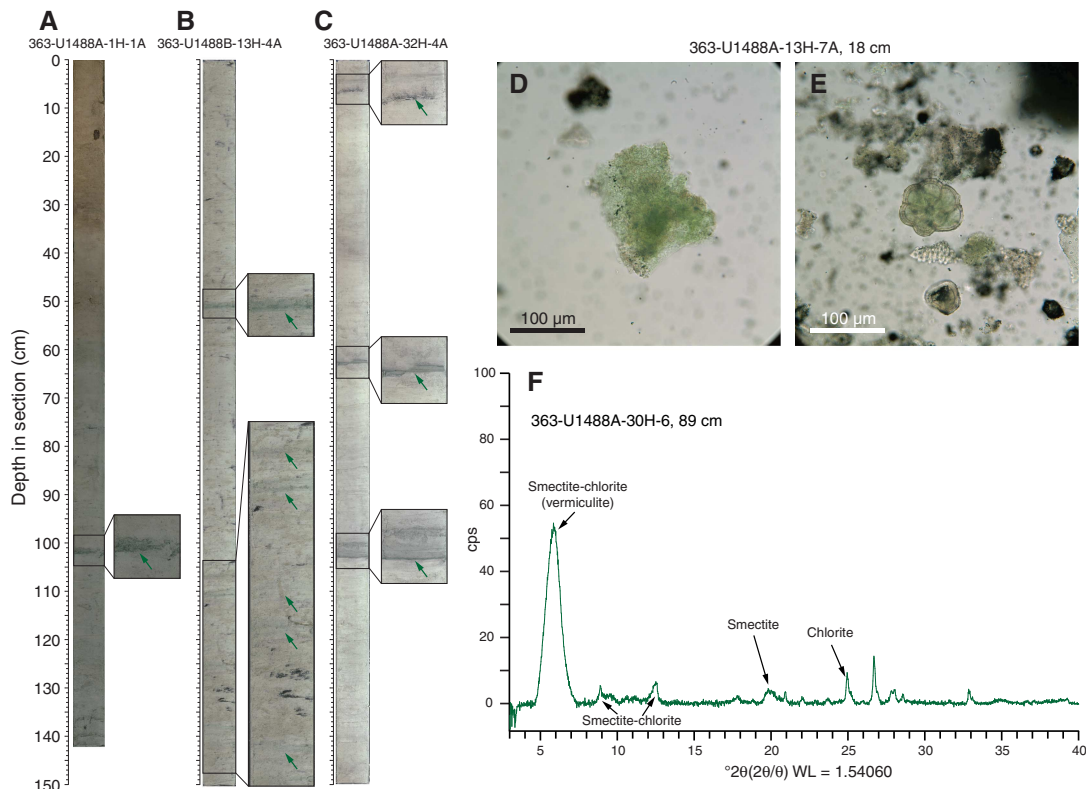 A
B
C
363-U1488A-1H-1A
363-U1488B-13H-4A
363-U1488A-32H-4A
0
10
20
30
40
50
60
70
80
90
100
110
120
130
140
150
Depth in section (cm)
363-U1488A-13H-7A, 18 cm
D
E
100 µm
100 µm
F
363-U1488A-30H-6, 89 cm
100
80
60
40
20
0
cps
Smectite-chlorite
(vermiculite)
Smectite
Chlorite
Smectite-chlorite
5
10
15
20
25
30
35
40
°2θ(2θ/θ) WL = 1.54060